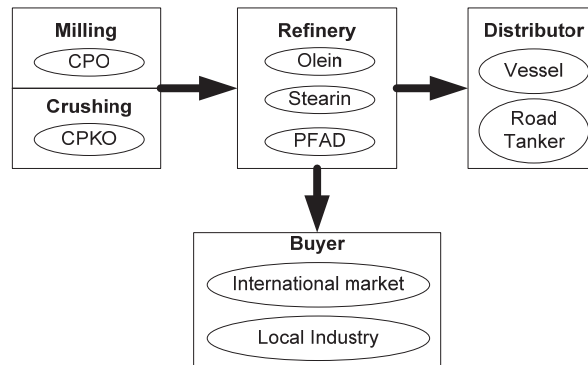 Milling
CPO
Crushing
CPKO
Refinery
Olein
Stearin
PFAD
Distributor
Vessel
Road
Tanker
Buyer
International market
Local Industry